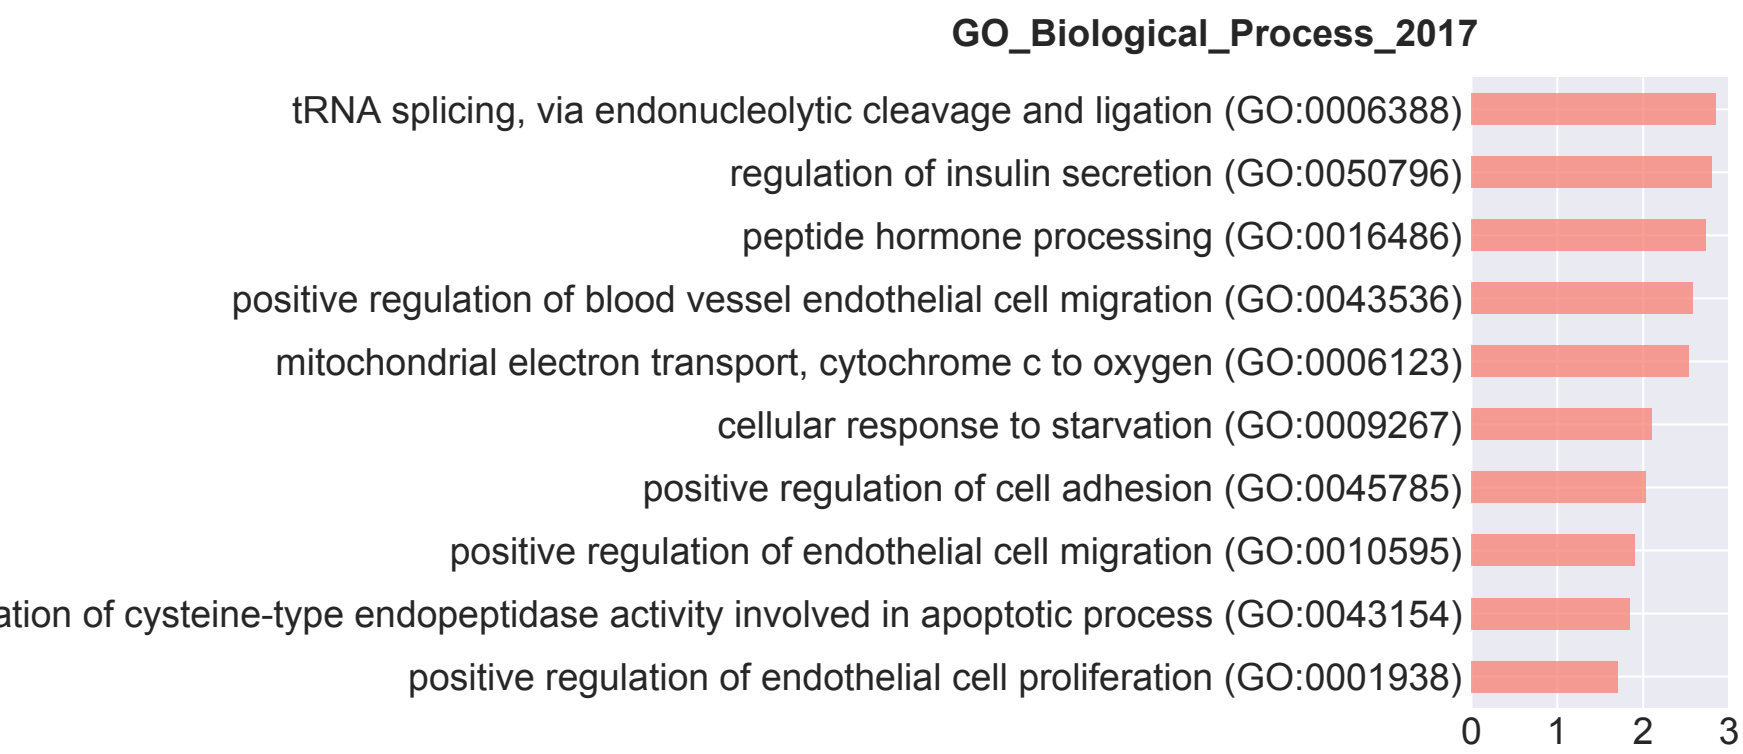 GO_Biological_Process_2017
tRNA splicing, via endonucleolytic cleavage and ligation (GO:0006388)
regulation of insulin secretion (GO:0050796)
peptide hormone processing (GO:0016486)
positive regulation of blood vessel endothelial cell migration (GO:0043536)
mitochondrial electron transport, cytochrome c to oxygen (GO:0006123)
cellular response to starvation (GO:0009267)
positive regulation of cell adhesion (GO:0045785)
positive regulation of endothelial cell migration (GO:0010595)
of cysteine-type endopeptidase activity involved in apoptotic process (GO:0043154)
positive regulation of endothelial cell proliferation (GO:0001938)
0 1 2 3